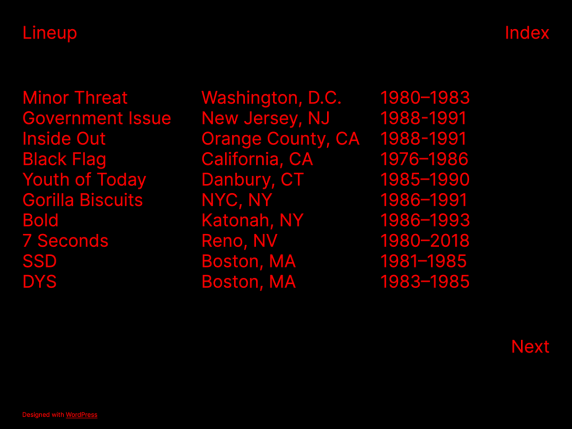 Lineup Index
Minor Threat Washington, D.C. 1980–1983
Government Issue New Jersey, NJ 1988-1991
Inside Out Orange County, CA 1988-1991
Black Flag California, CA 1976–1986
Youth of Today Danbury, CT 1985–1990
Gorilla Biscuits NYC, NY 1986–1991
Bold Katonah, NY 1986–1993
7 Seconds Reno, NV 1980–2018
SSD Boston, MA 1981–1985
DYS Boston, MA 1983–1985
Next
Designed with WordPress